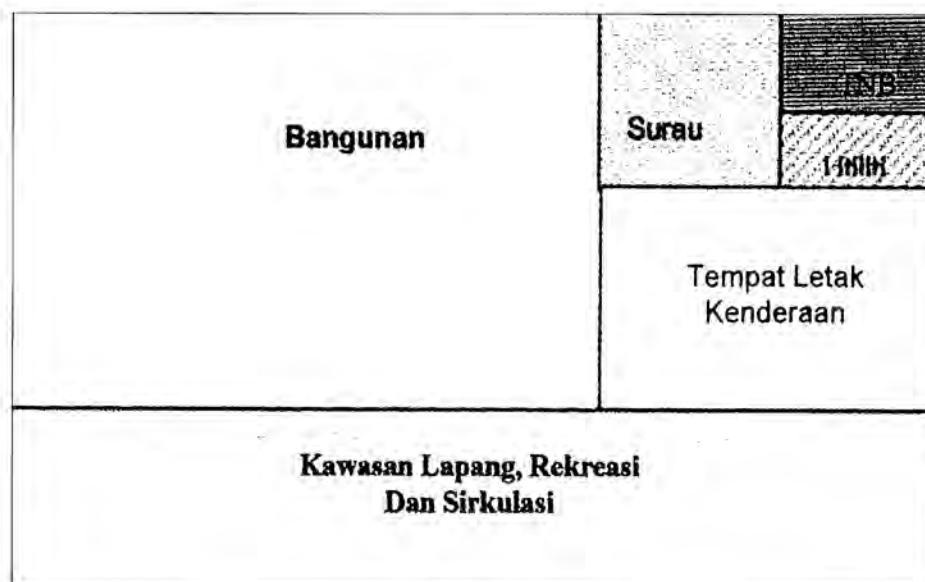 Bangunan
Surau
Tempat Letak
Kenderaan
Kawasan Lapang, Rekreasi
Dan Sirkulasi